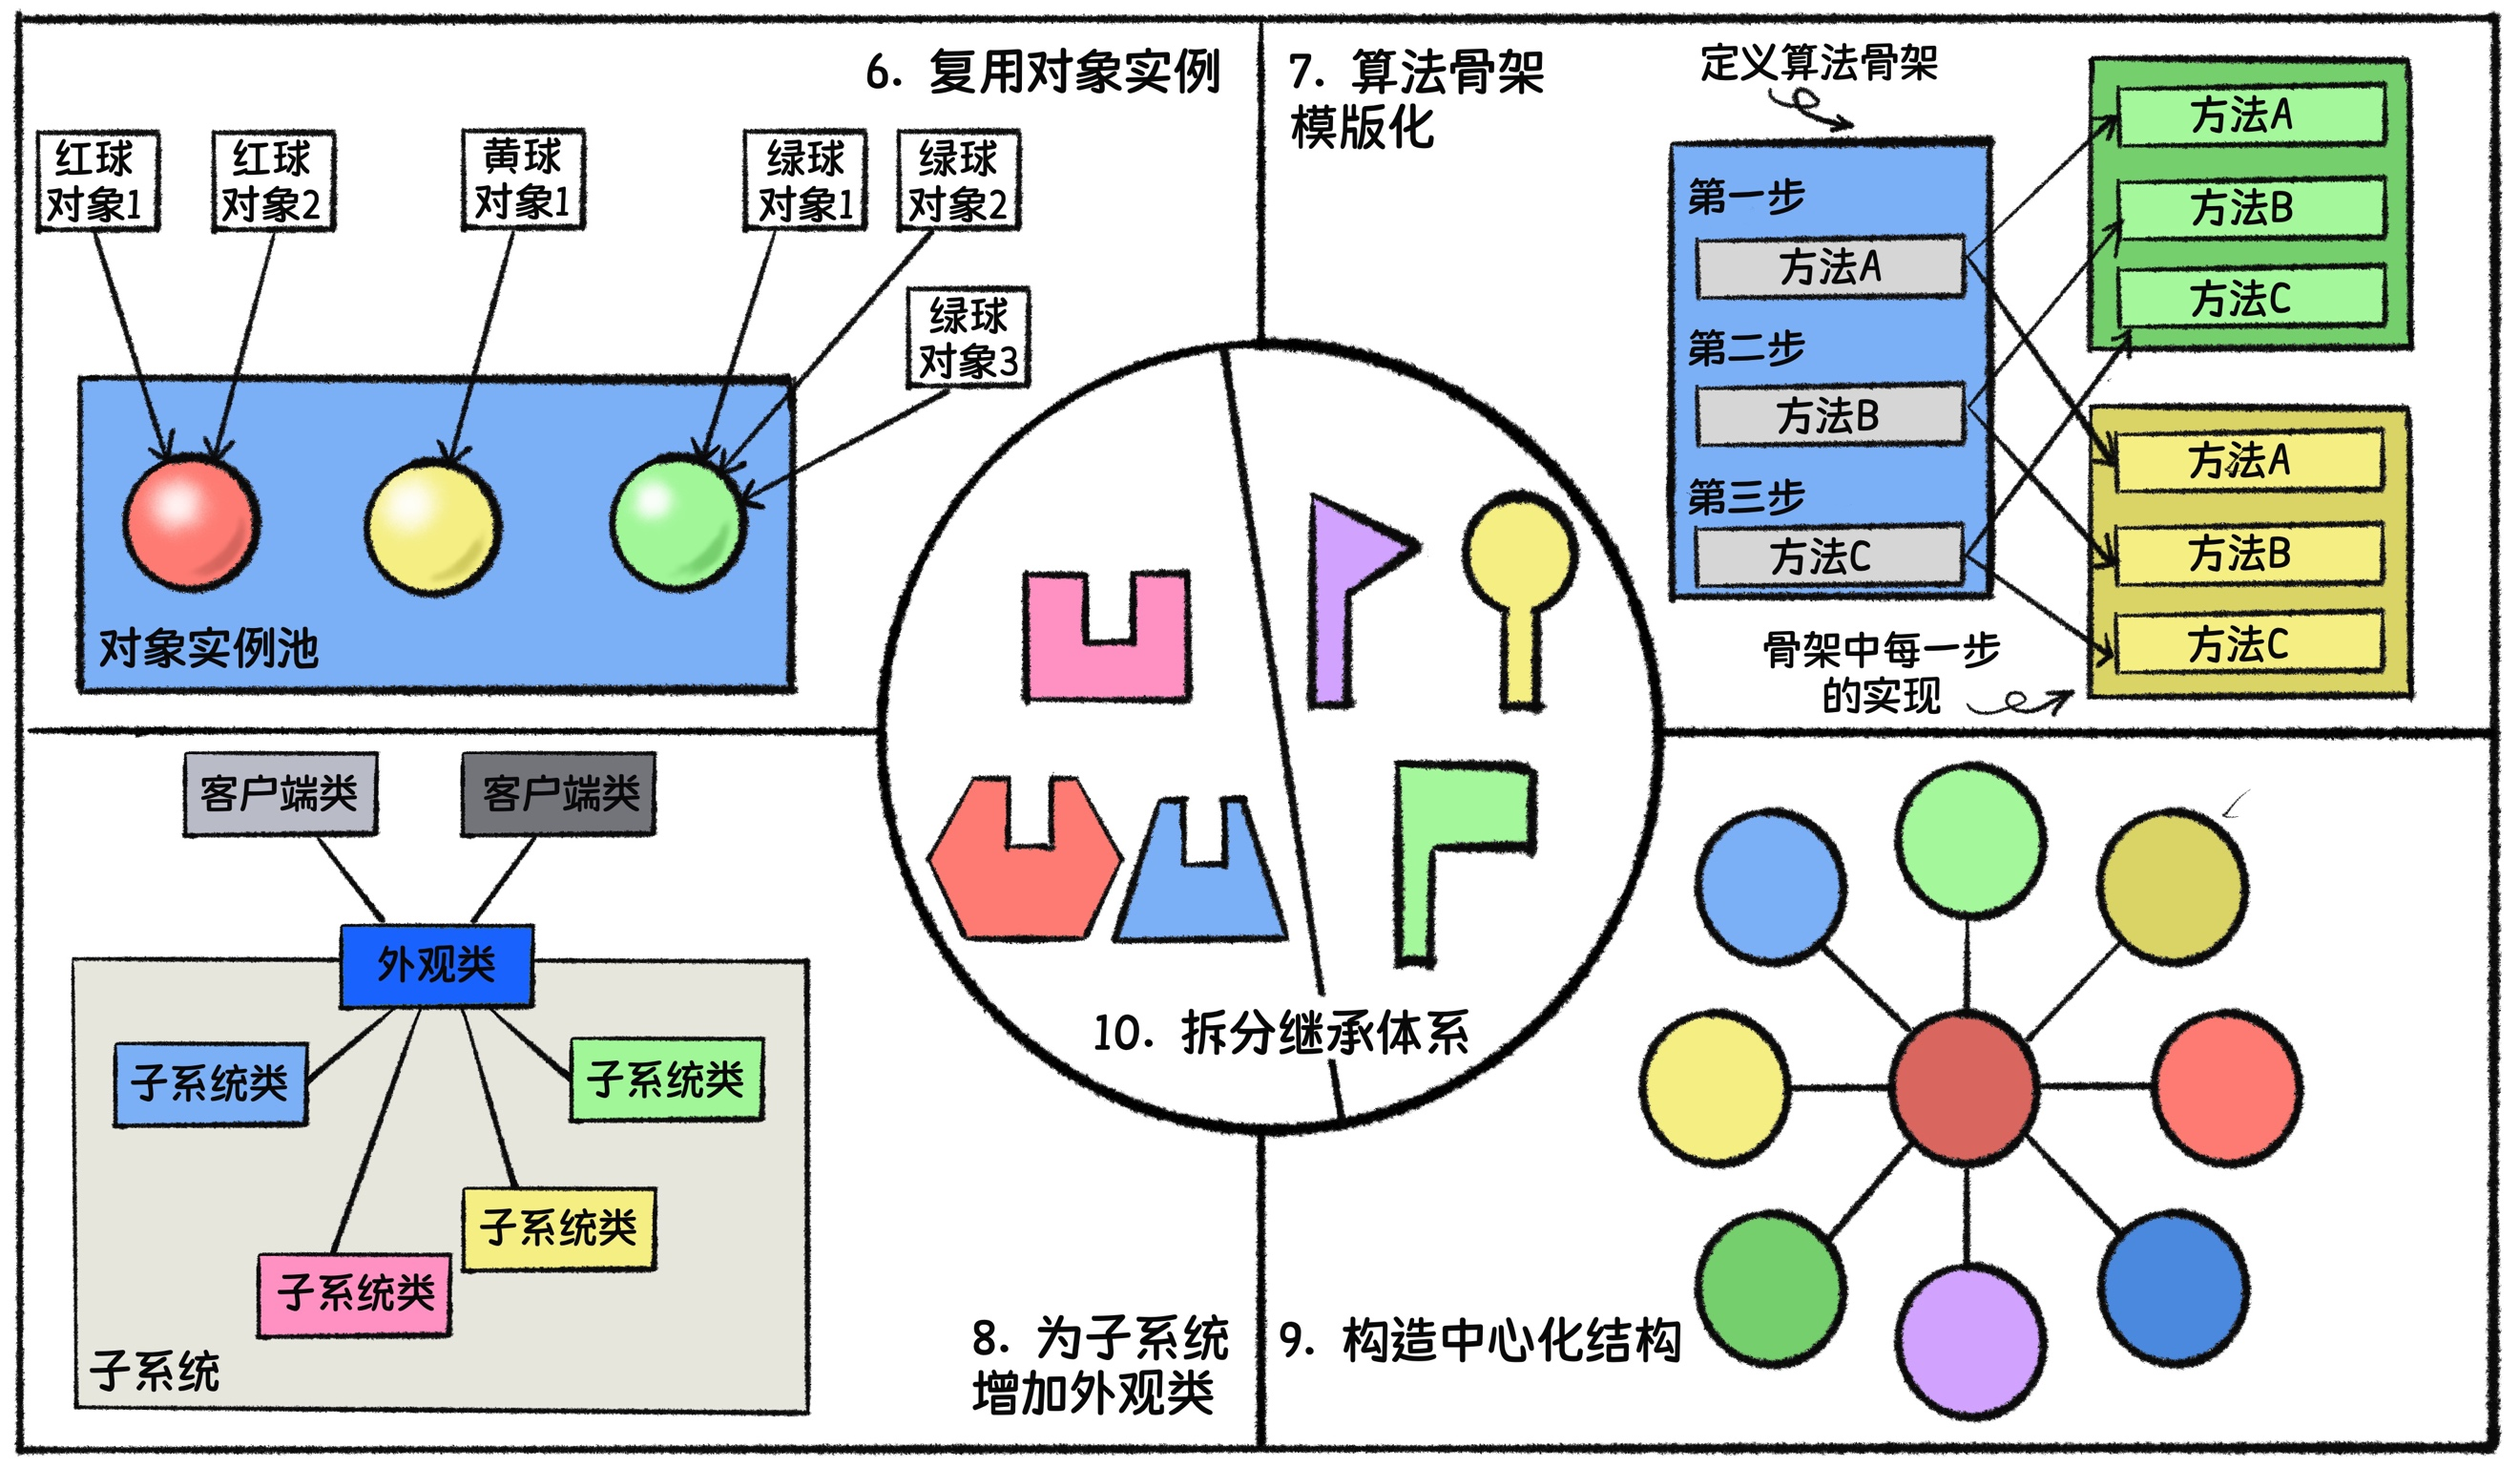 6. 复用对象实例
红球
对象1
红球
对象2
黄球
对象1
绿球
对象1
绿球
对象2
绿球
对象3
对象实例池
7. 算法骨架
模版化
定义算法骨架
第一步
方法A
第二步
方法B
第三步
方法C
方法A
方法B
方法C
方法A
方法B
方法C
骨架中每一步
的实现
客户端类
客户端类
外观类
子系统类
子系统类
子系统类
子系统类
子系统
8. 为子系统
增加外观类
9. 构造中心化结构
10. 拆分继承体系